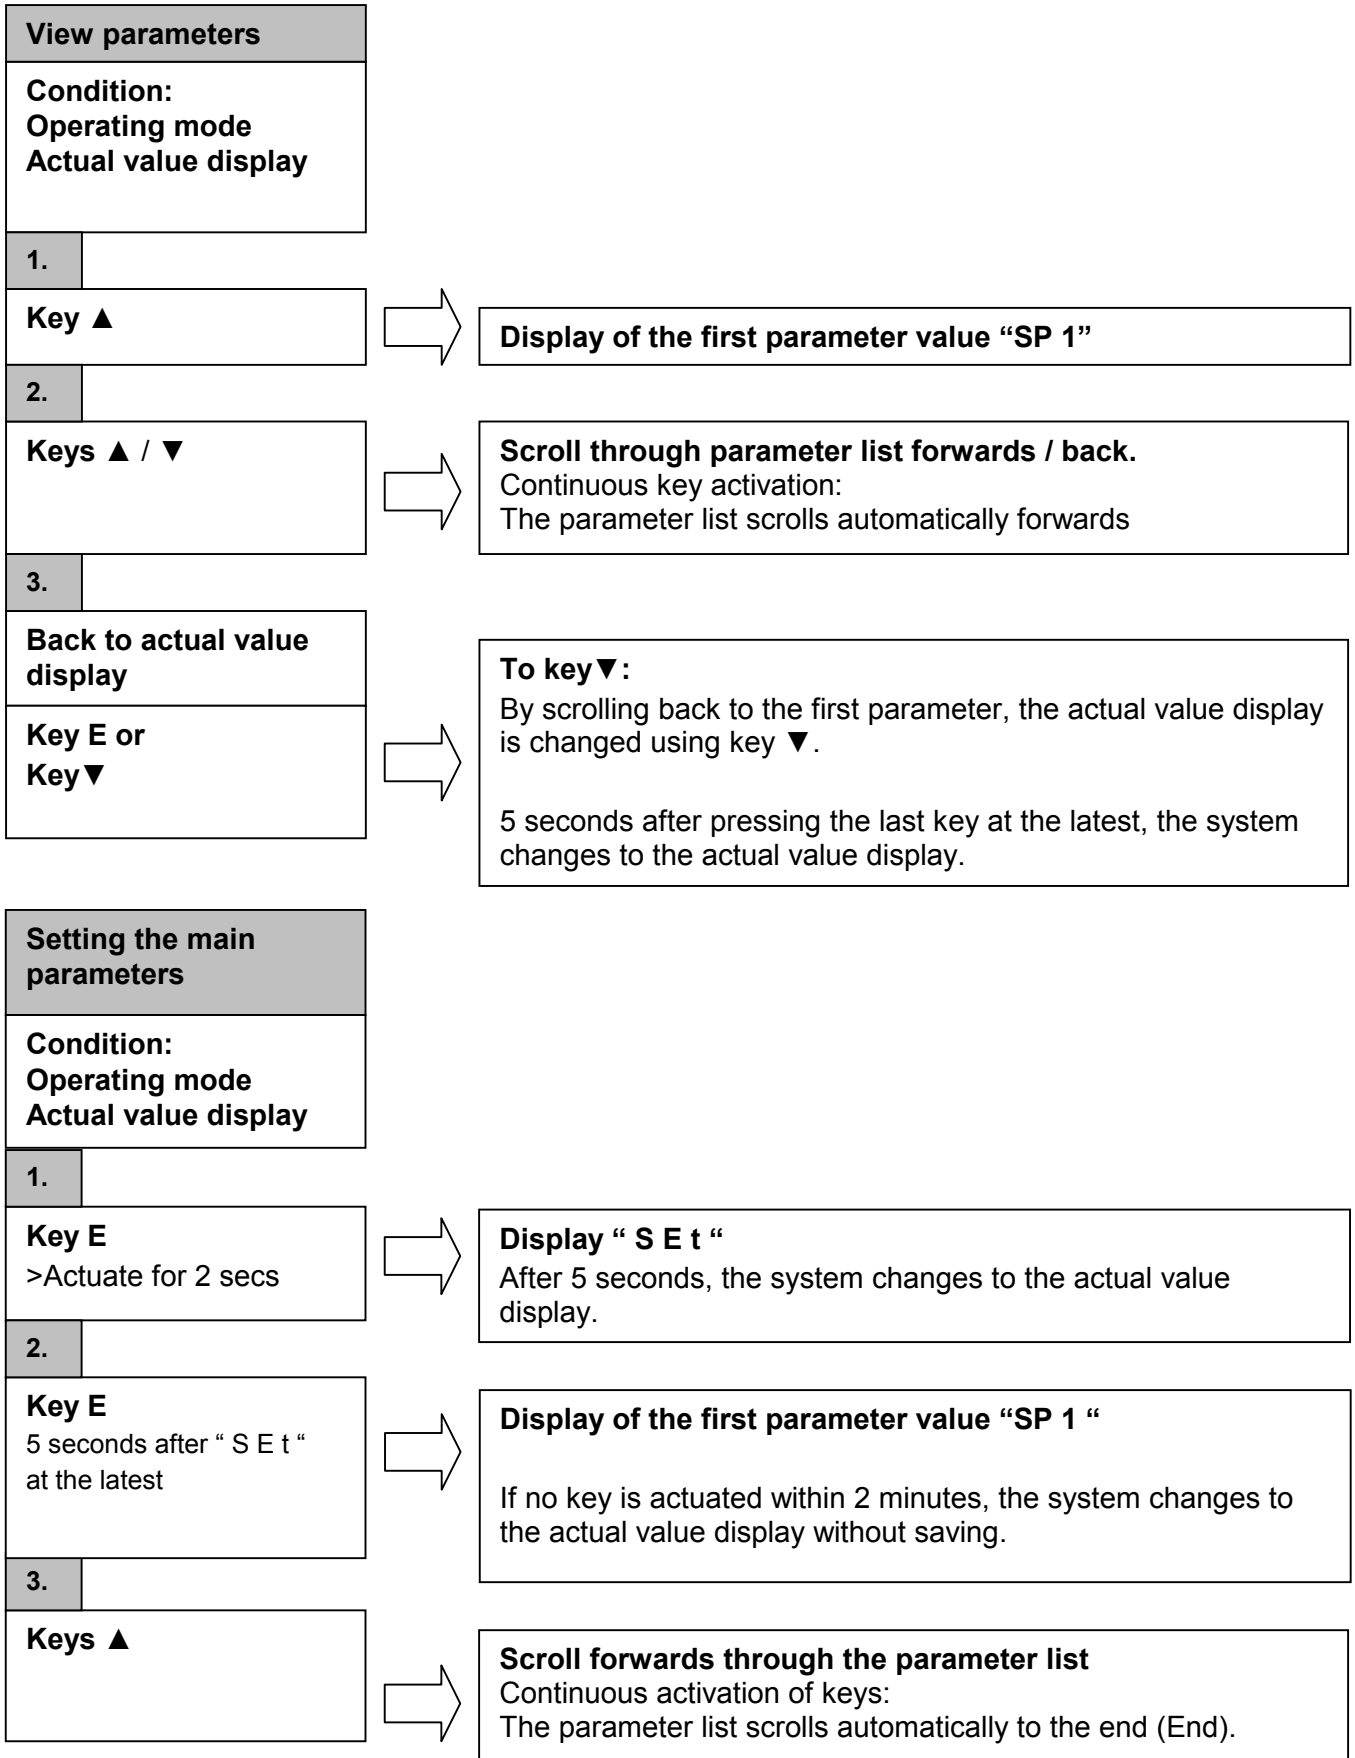 View parameters
Condition:
Operating mode
Actual value display
1.
Key ▲
Display of the first parameter value “SP 1”
2.
Keys ▲ / ▼
Scroll through parameter list forwards / back.
Continuous key activation:
The parameter list scrolls automatically forwards
3.
Back to actual value
display
Key E or
Key▼
To key▼:
By scrolling back to the first parameter, the actual value display
is changed using key ▼.
5 seconds after pressing the last key at the latest, the system
changes to the actual value display.
Setting the main
parameters
Condition:
Operating mode
Actual value display
1.
Key E
>Actuate for 2 secs
Display “ S E t “
After 5 seconds, the system changes to the actual value
display.
2.
Key E
5 seconds after “ S E t “
at the latest
Display of the first parameter value “SP 1 “
If no key is actuated within 2 minutes, the system changes to
the actual value display without saving.
3.
Keys ▲
Scroll forwards through the parameter list
Continuous activation of keys:
The parameter list scrolls automatically to the end (End).